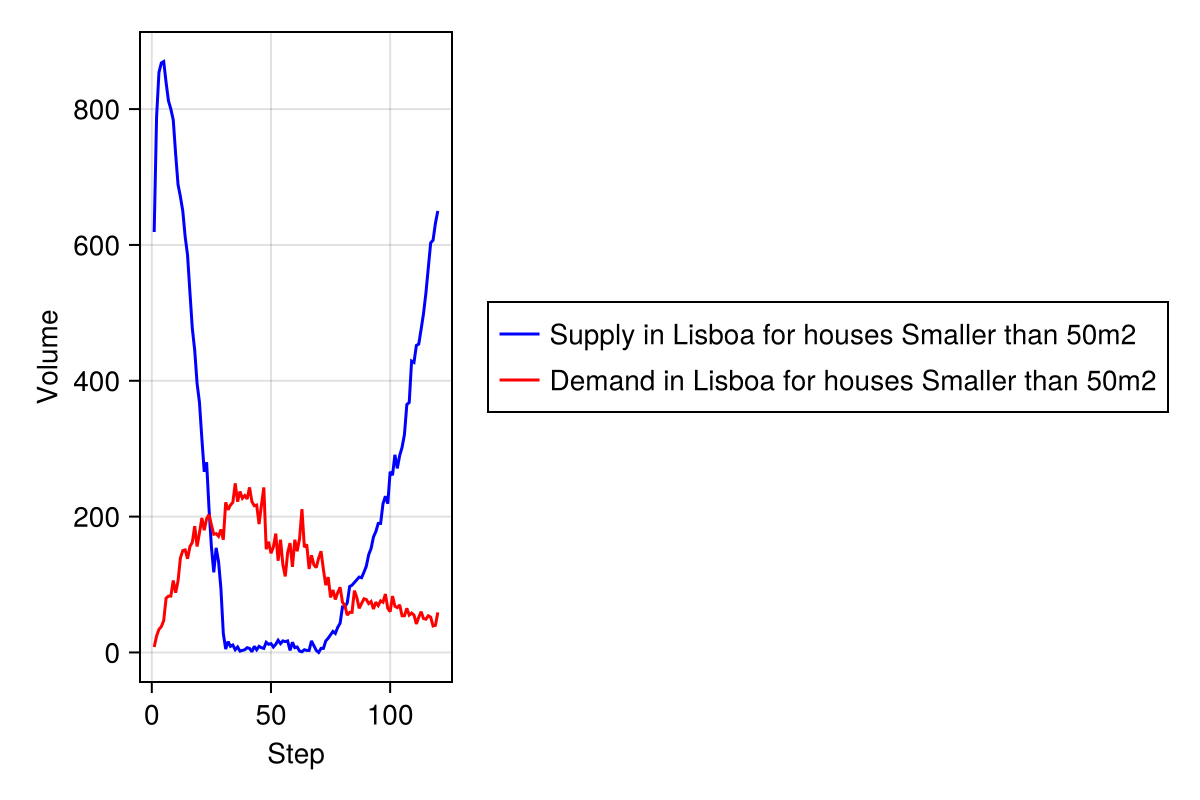 800
600
400
200
0
Volume
0 50 100
Step
Supply in Lisboa for houses Smaller than 50m2
Demand in Lisboa for houses Smaller than 50m2